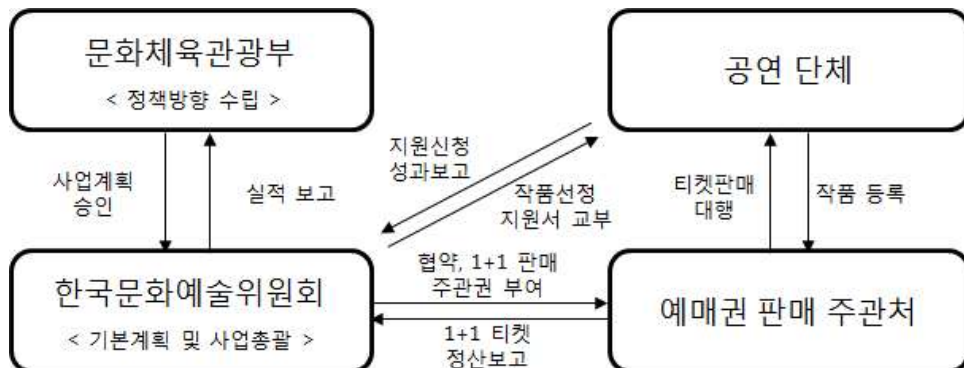 문화체육관광부
< 정책방향 수립 >
공연 단체
사업계획
승인
실적 보고
지원신청
성과보고
작품선정
지원서 교부
티켓판매
대행
작품 등록
한국문화예술위원회
< 기본계획 및 사업총괄 >
협약, 1+1 판매
주관권 부여
1+1 티켓
정산보고
예매권 판매 주관처